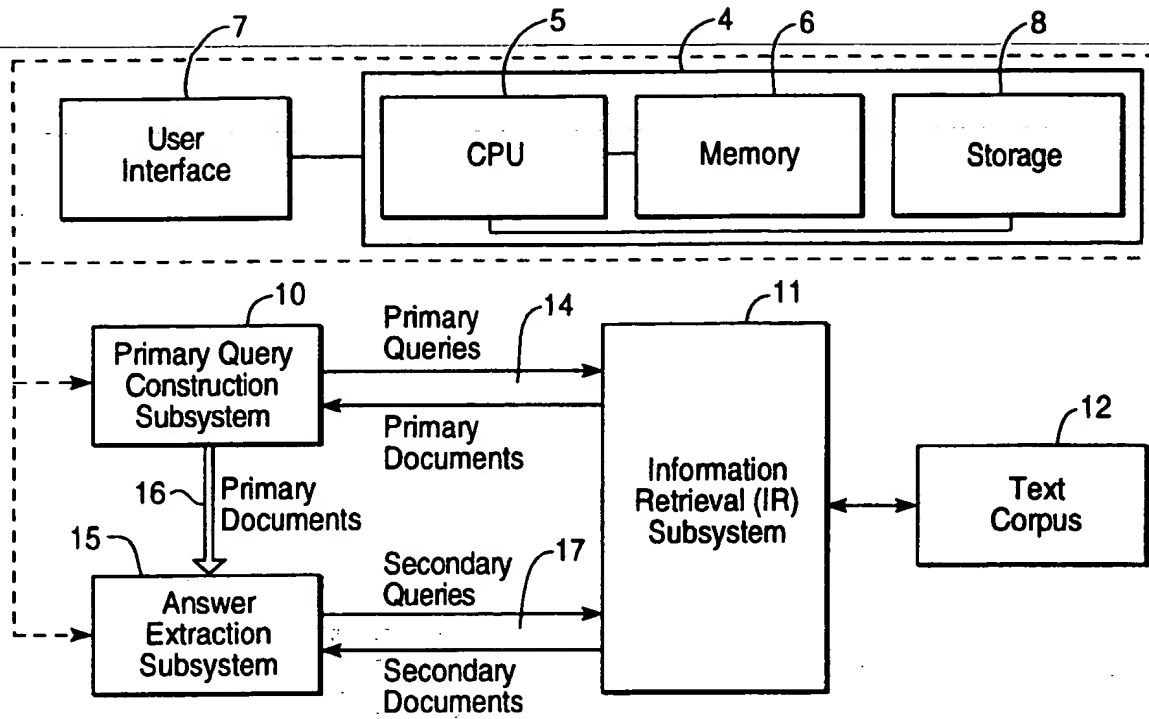 7
5
4
6
8
User
Interface
CPU
Memory
Storage
10
Primary Query
Construction
Subsystem
Primary
Queries
14
Primary
Documents
11
Information
Retrieval (IR)
Subsystem
12
Text
Corpus
16
Primary
Documents
15
Answer
Extraction
Subsystem
Secondary
Queries
17
Secondary
Documents